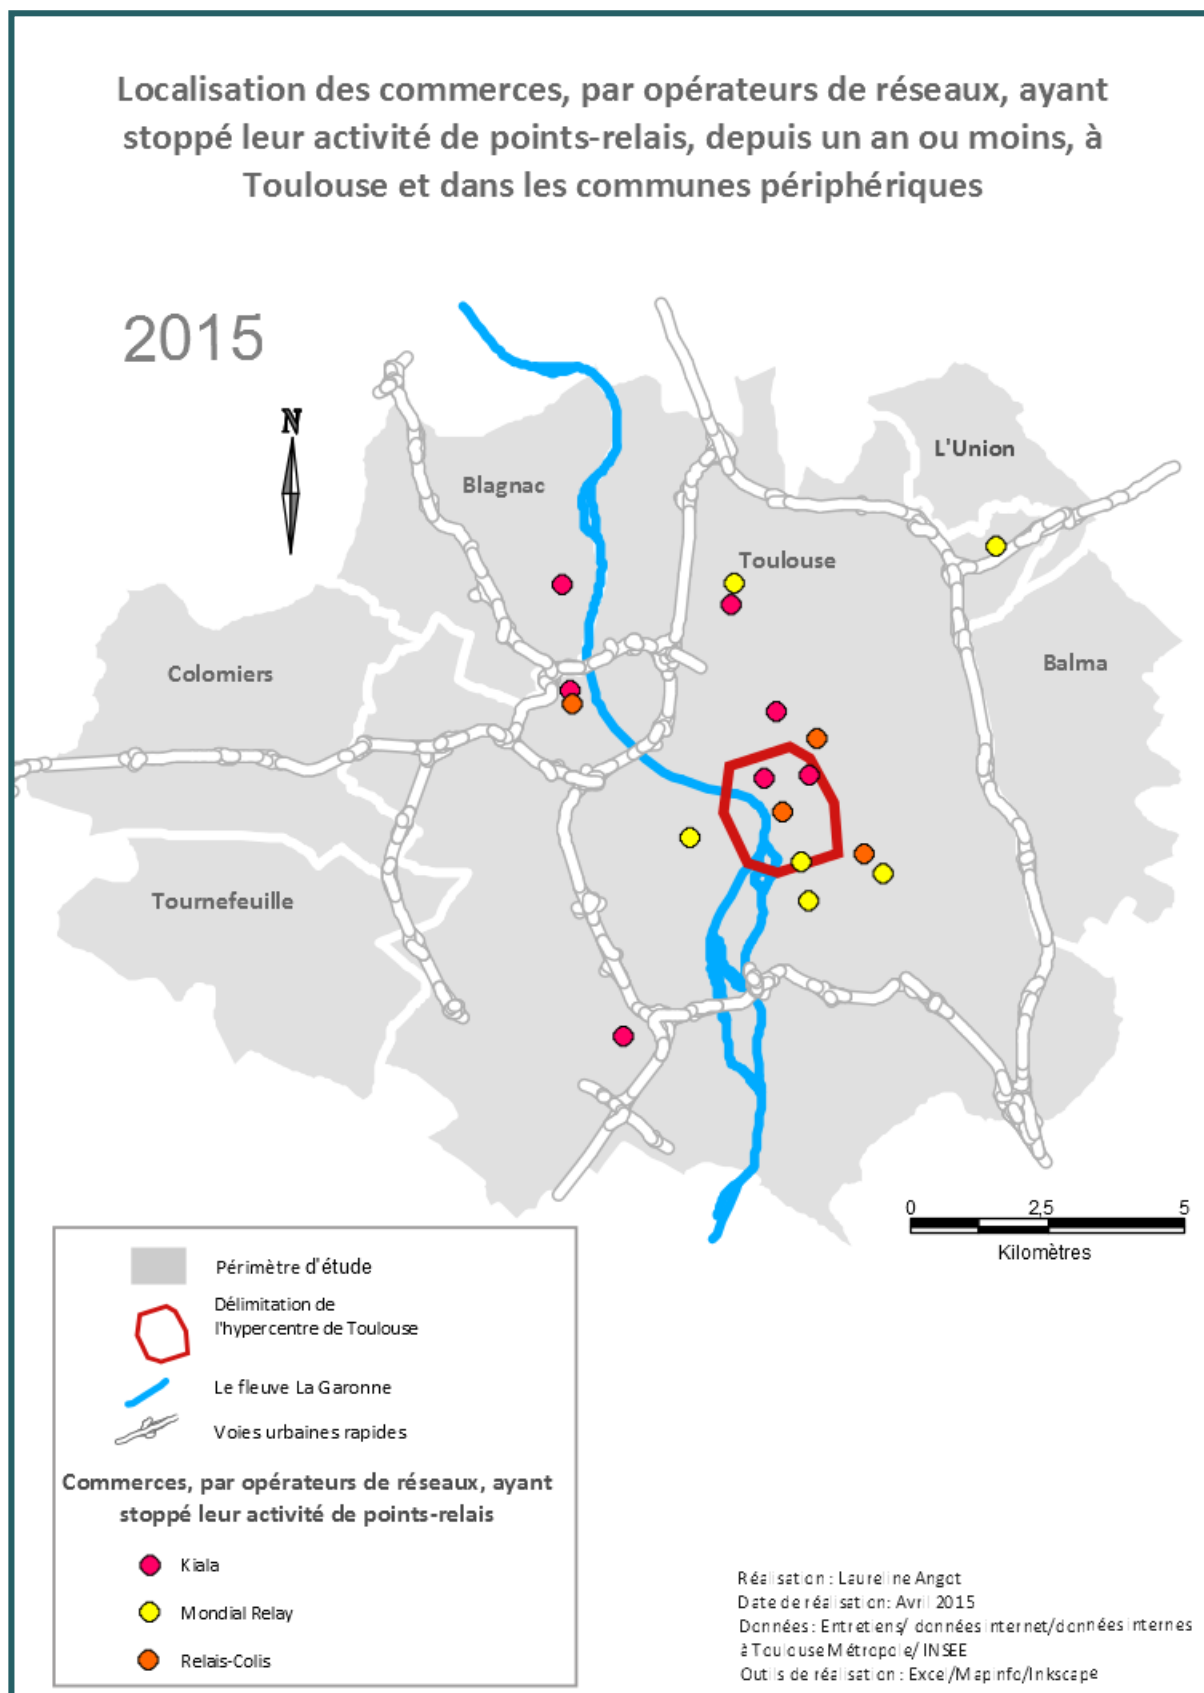 Localisation des commerces, par opérateurs de réseaux, ayant
stoppé leur activité de points-relais, depuis un an ou moins, à
Toulouse et dans les communes périphériques
2015
N
L'Union
Blagnac
Toulouse
Balma
Colomiers
Tournefeuille
0 2,5 5
Kilomètres
Périmètre d'étude
Délimitation de
l'hypercentre de Toulouse
Le fleuve La Garonne
Voies urbaines rapides
Commerces, par opérateurs de réseaux, ayant
stoppé leur activité de points-relais
Kiala
Mondial Relay
Relais-Colis
Réalisation : Laureline Angot
Date de réalisation: Avril 2015
Données : Entretiens/ données internet/données internes
à Toulouse Métropole/ INSEE
Outils de réalisation : Excel/Mapinfo/Inkscape